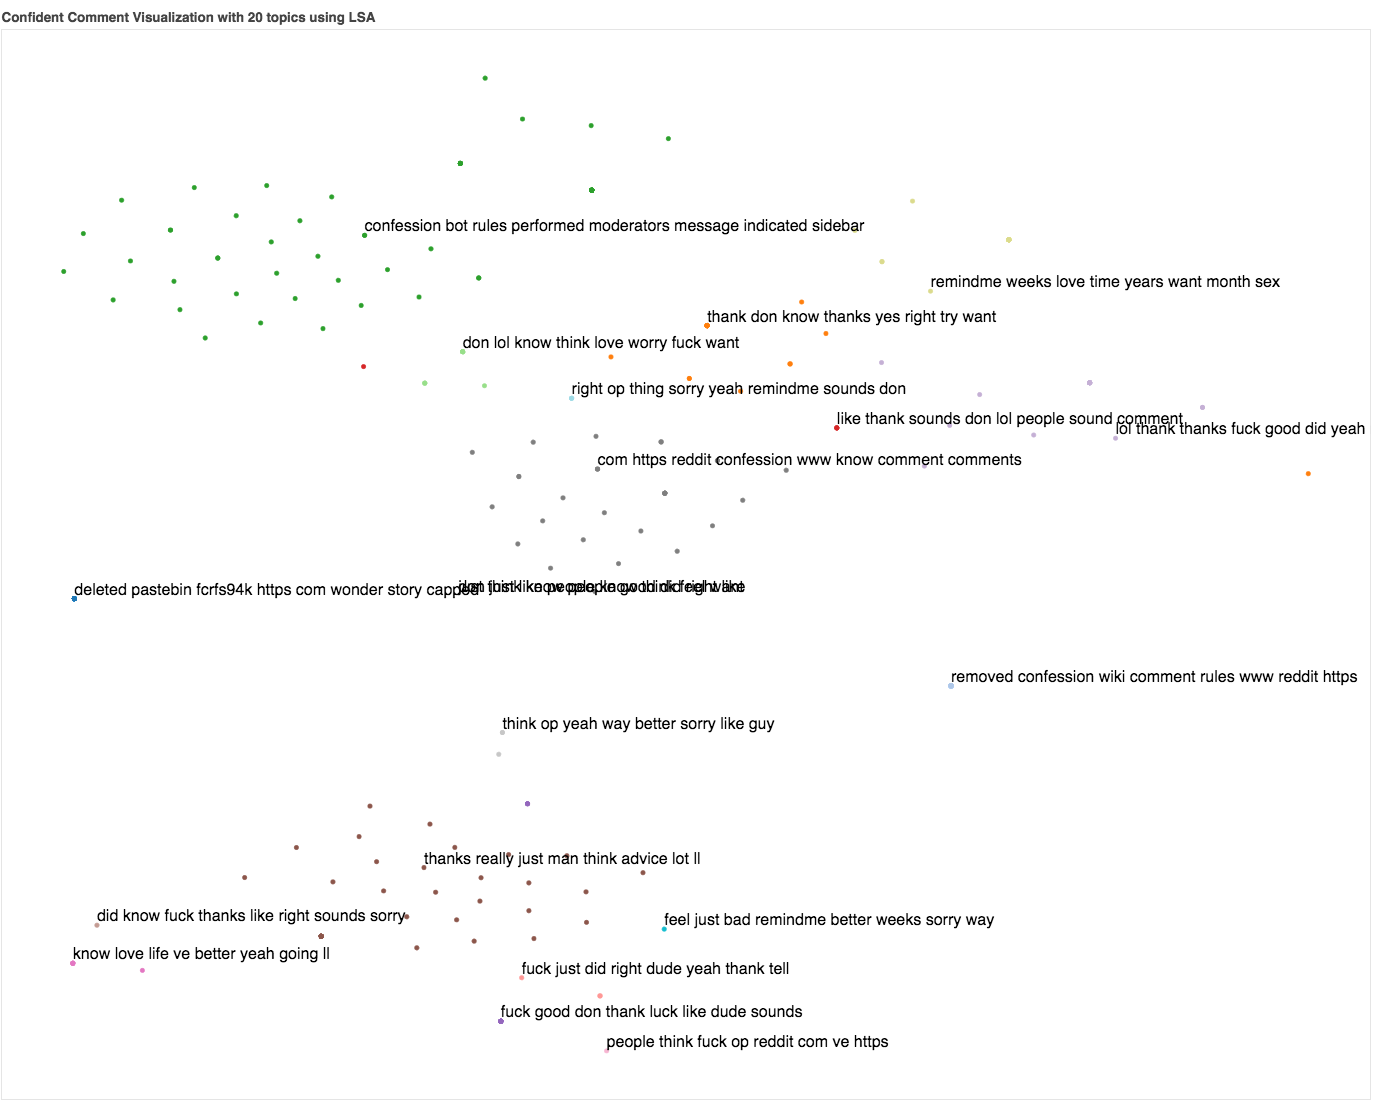 Confident Comment Visualization with 20 topics using LSA
confession bot rules performed moderators message indicated sidebar
remindme weeks love time years want month sex
thank don know thanks yes right try want
don lol know think love worry fuck want
right op thing sorry yeah remindme sounds don
like thank sounds don lol people sound comment
lol thank thanks fuck good did yeah
com https reddit confession www know comment comments
deleted pastebin fcrfs94k https com wonder story capped
removed confession wiki comment rules www reddit https
think op yeah way better sorry like guy
thanks really just man think advice lot ll
did know fuck thanks like right sounds sorry
feel just bad remindme better weeks sorry way
know love life ve better yeah going ll
fuck just did right dude yeah thank tell
fuck good don thank luck like dude sounds
people think fuck op reddit com ve https